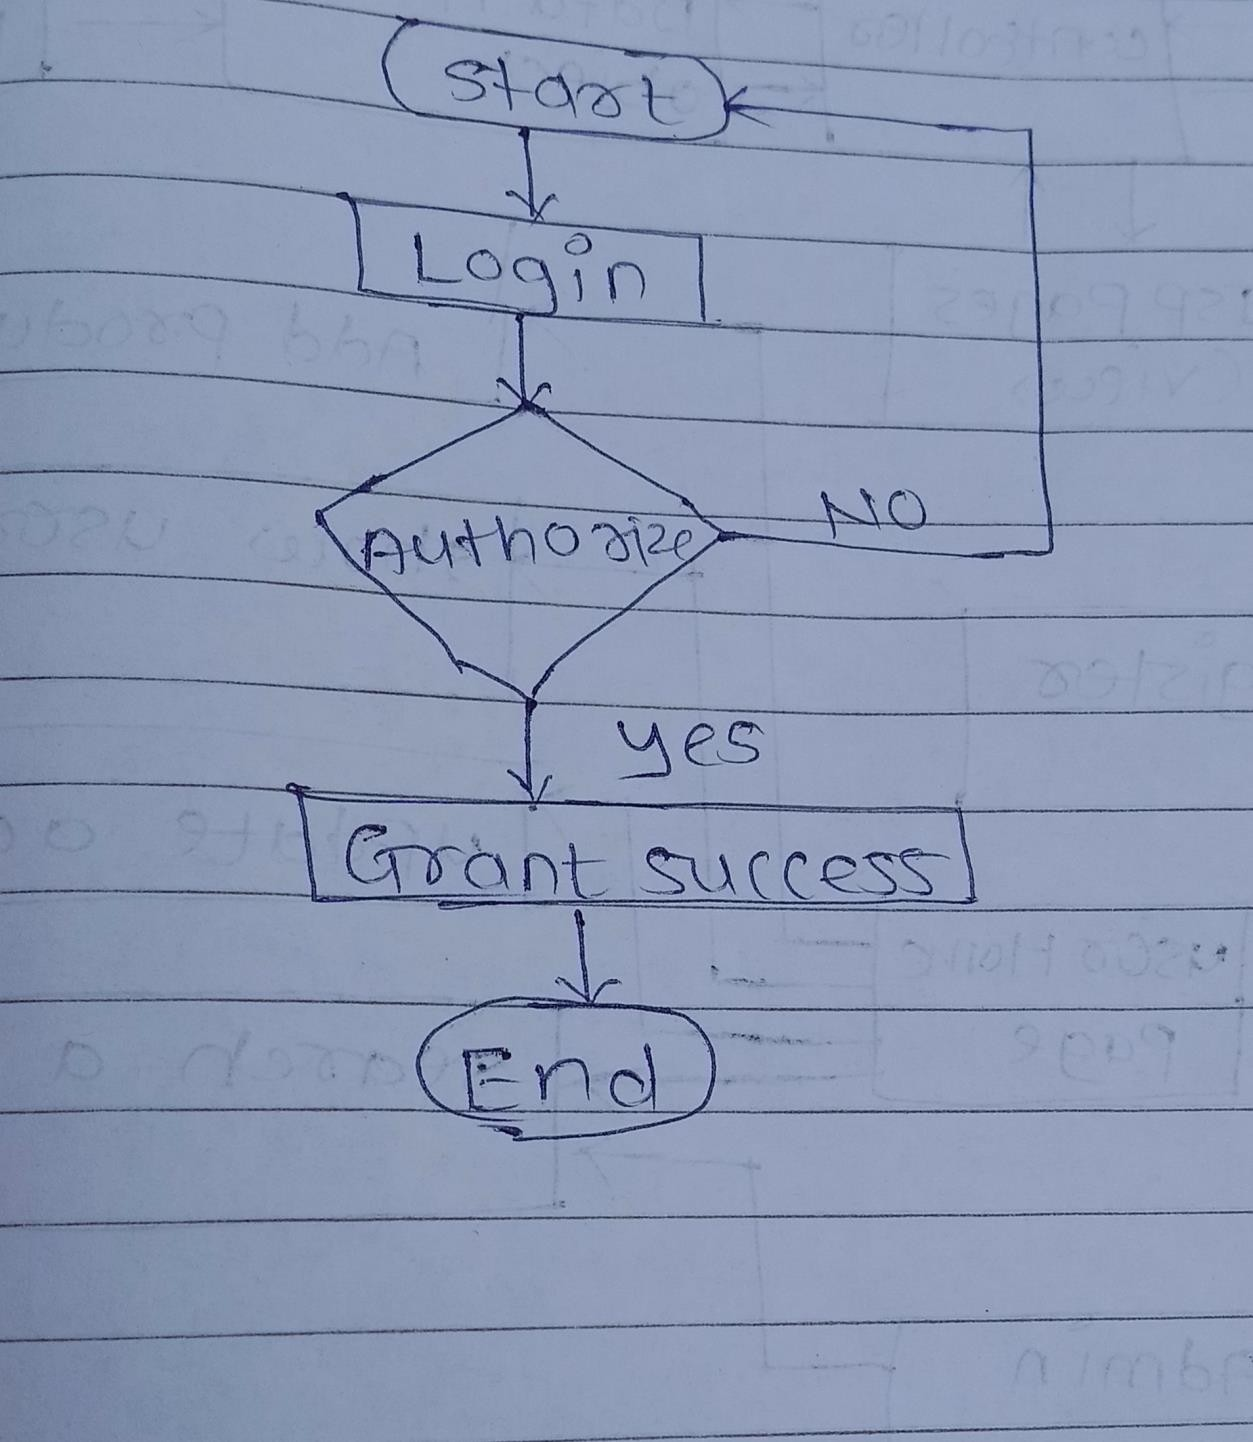 Start
Login
Authorize
NO
yes
Grant success
End